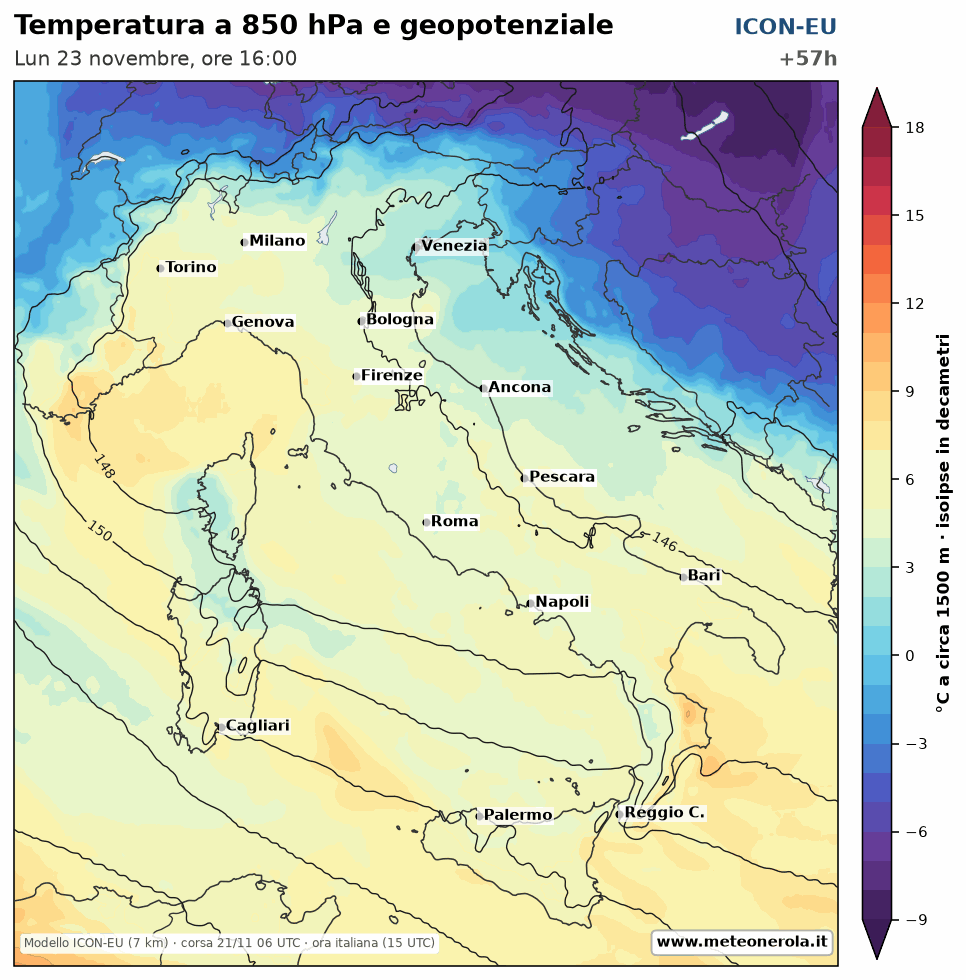 Temperatura a 850 hPa e geopotenziale
ICON-EU
Lun 23 novembre, ore 16:00
+57h
Milano
Venezia
Torino
Genova
Bologna
Firenze
Ancona
148
Pescara
150
Roma
146
Bari
Napoli
Cagliari
Palermo
Reggio C.
18
15
12
9
6
3
0
−3
−6
−9
°C a circa 1500 m · isoipse in decametri
Modello ICON-EU (7 km) · corsa 21/11 06 UTC · ora italiana (15 UTC)
www.meteonerola.it